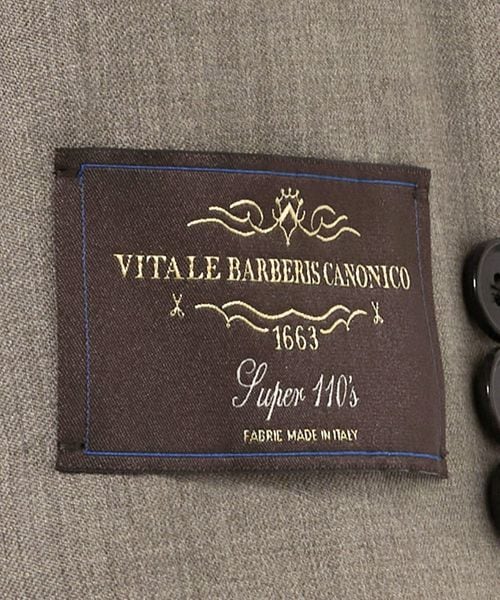 VITALE BARBERIS CANONICO
1663
Super 110's
FABRIC MADE IN ITALY